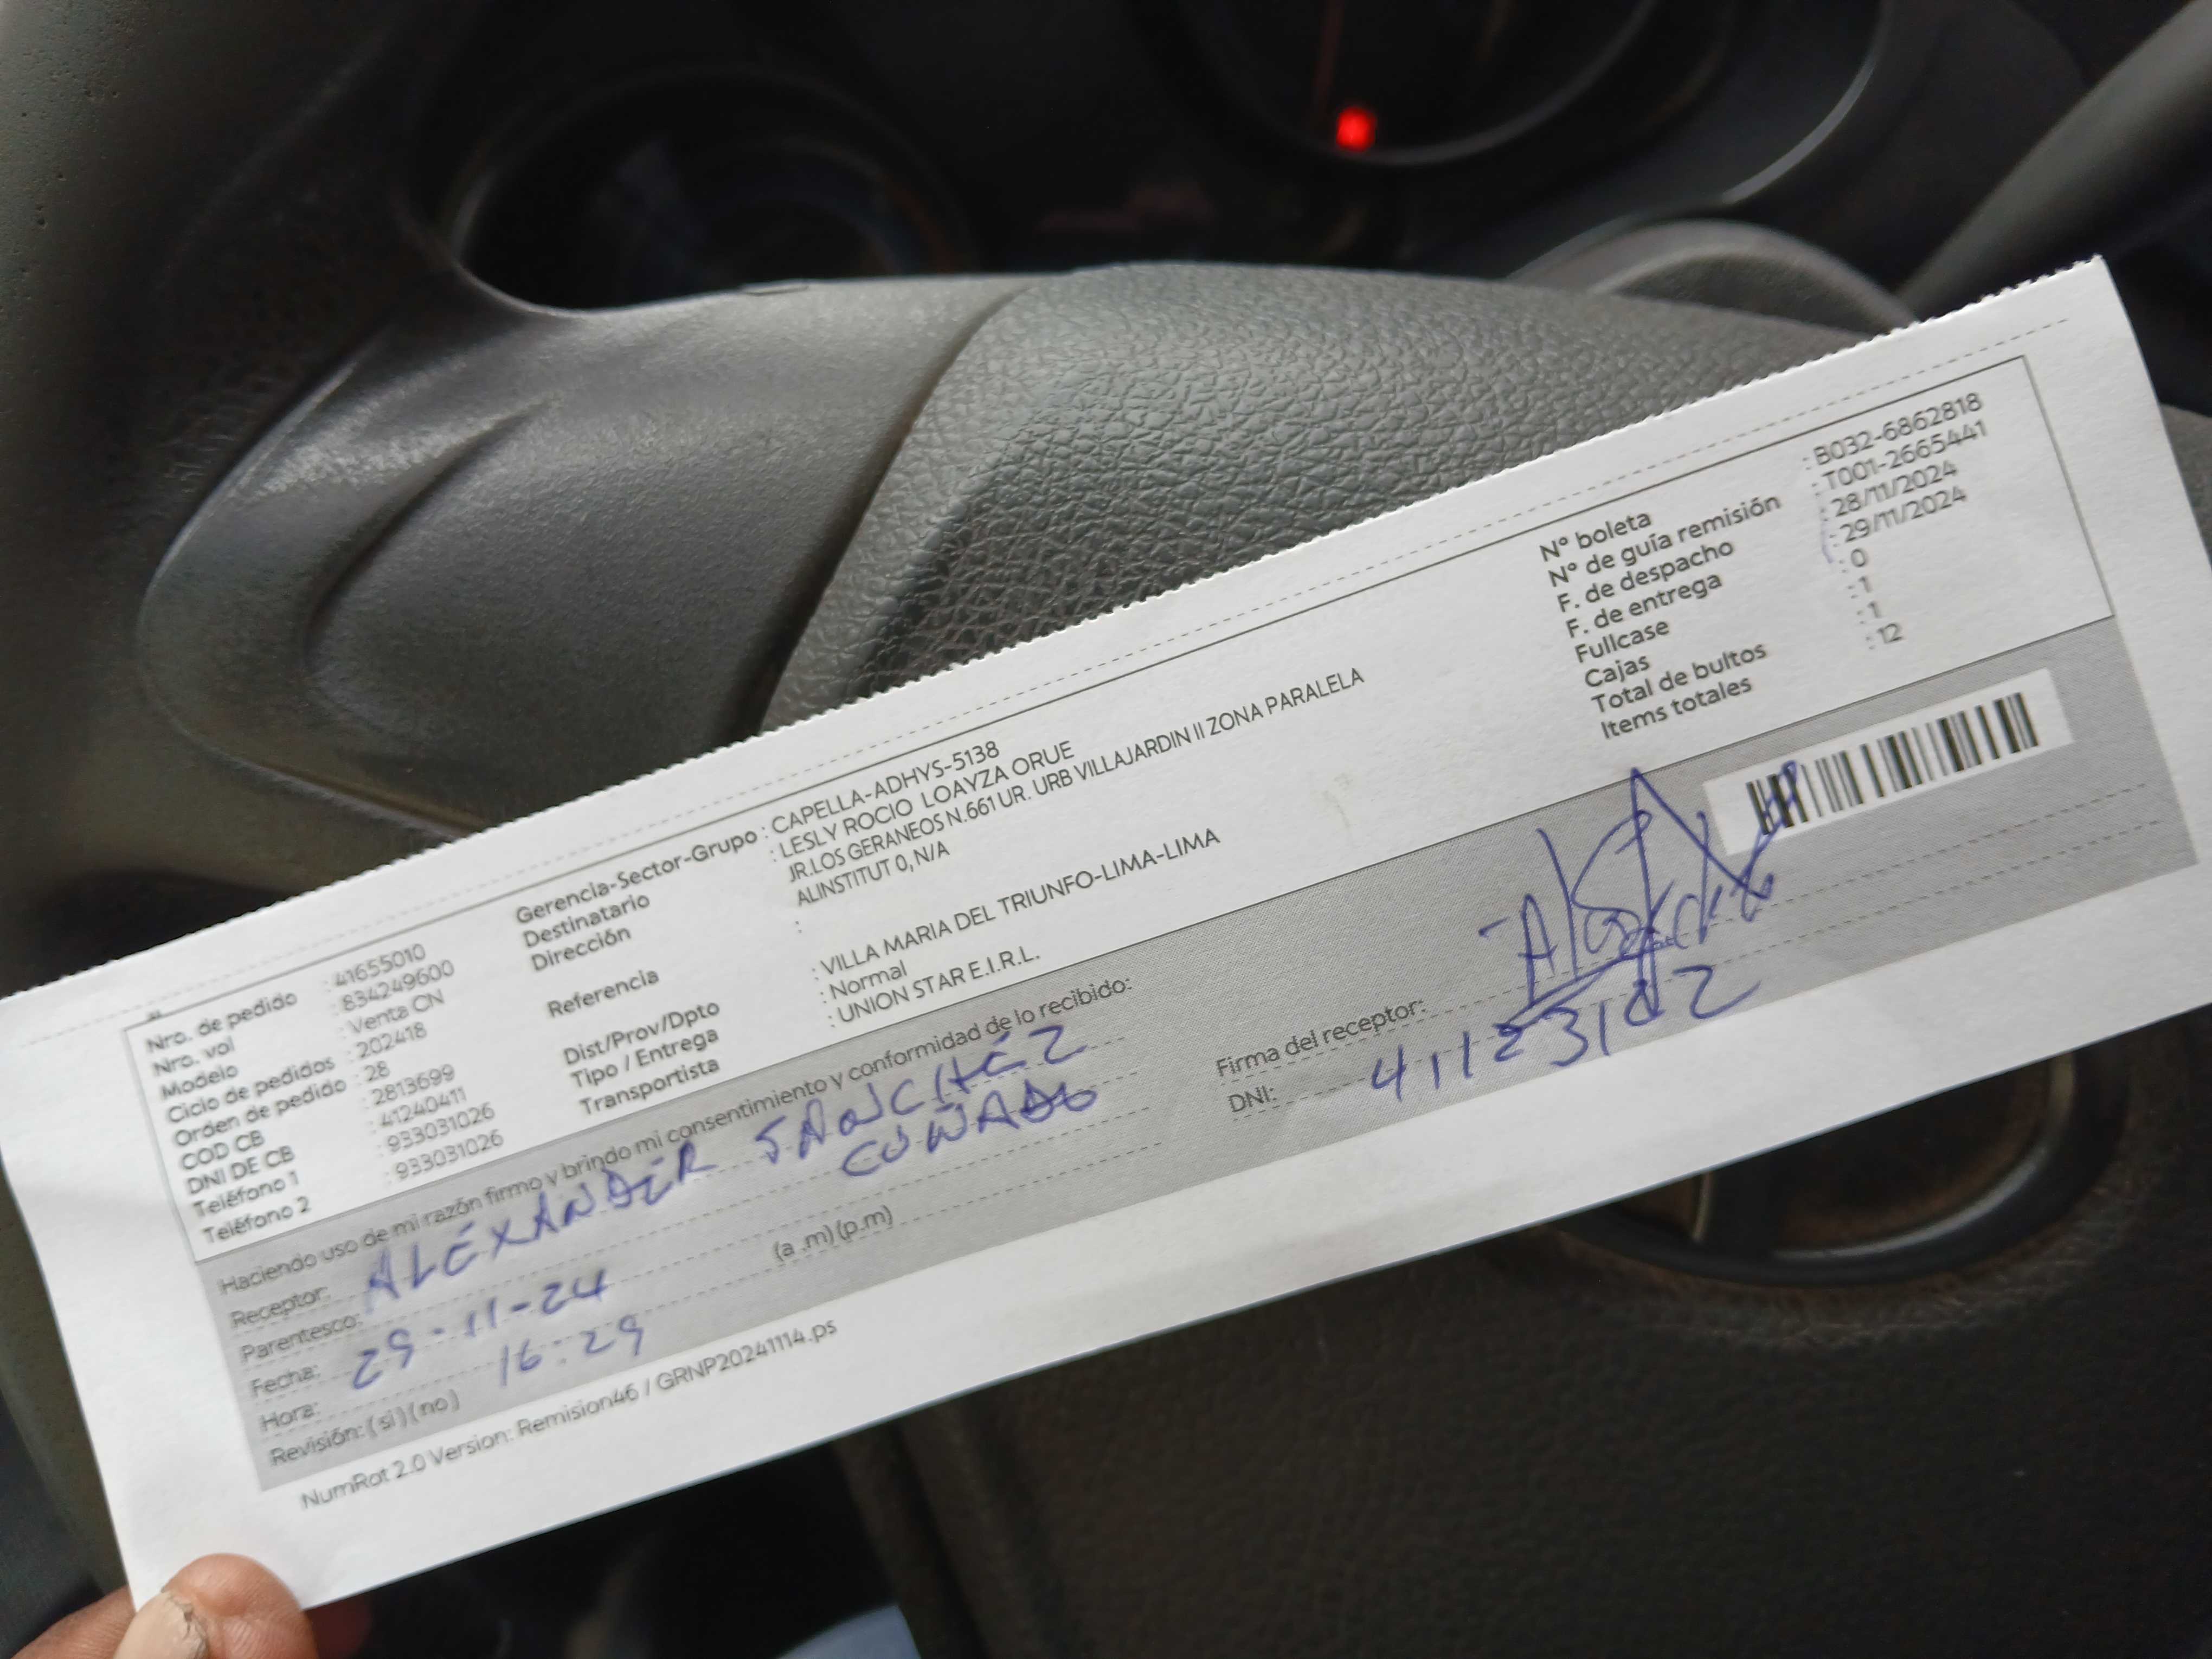 Nro. de pedido : 41655010
Nro. vol : 834249600
Modelo : Venta CN
Ciclo de pedidos : 202418
Orden de pedido : 28
COD CB : 2813699
DNI DE CB : 41240411
Teléfono 1 : 933031026
Teléfono 2 : 933031026
Gerencia-Sector-Grupo : CAPELLA-ADHYS-5138
Destinatario : LESLY ROCIO LOAYZA ORUE
Dirección : JR.LOS GERANEOS N.661 UR. URB VILLAJARDIN II ZONA PARALELA
ALINSTITUT 0, N/A
Referencia :
Dist/Prov/Dpto : VILLA MARIA DEL TRIUNFO-LIMA-LIMA
Tipo / Entrega : Normal
Transportista : UNION STAR E.I.R.L.
N° boleta : B032-6862818
N° de guía remisión : T001-2665441
F. de despacho : 28/11/2024
F. de entrega : 29/11/2024
Fullcase : 0
Cajas : 1
Total de bultos : 1
Items totales : 12
Haciendo uso de mi razón firmo y brindo mi consentimiento y conformidad de lo recibido:
Receptor: ALEXANDER SANCHEZ
Parentesco: CUÑADO
Fecha: 29-11-24
Hora: 16:29 (a .m) (p.m)
Revisión: (si) (no)
Firma del receptor:
DNI: 41123102
NumRot 2.0 Version: Remision46 / GRNP20241114.ps